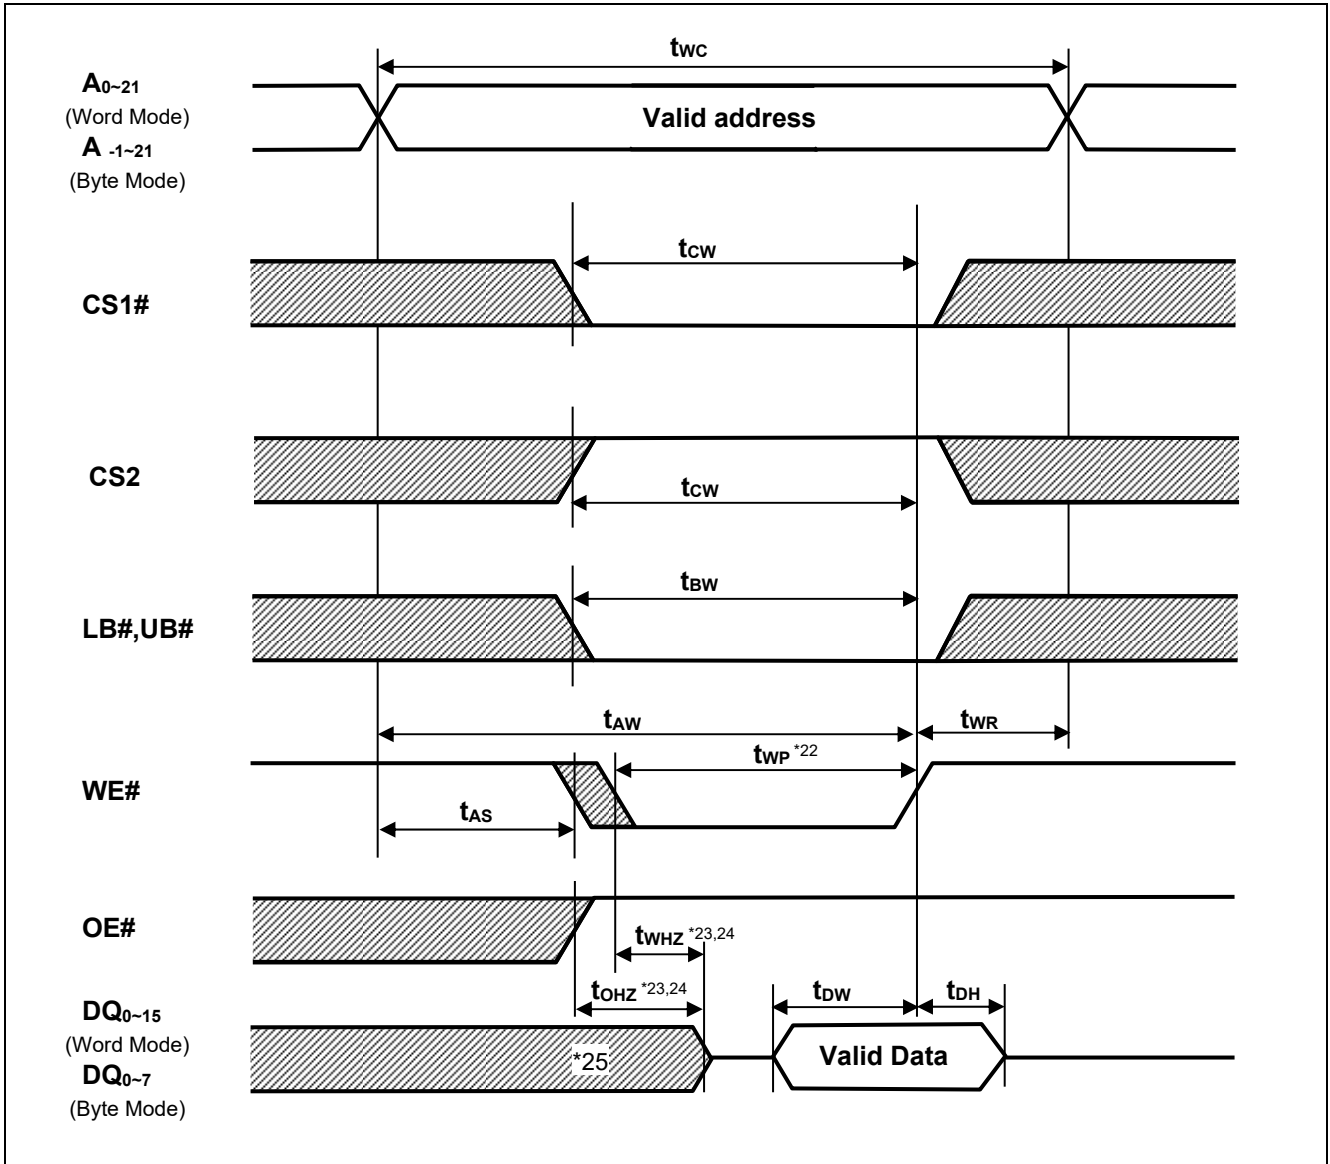 tWC
A0~21
(Word Mode)
Valid address
A -1~21
(Byte Mode)
tCW
CS1#
CS2
tCW
tBW
LB#,UB#
tAW
tWR
tWP *22
WE#
tAS
OE#
tWHZ *23,24
tOHZ *23,24
tDW
tDH
DQ0~15
(Word Mode)
*25
Valid Data
DQ0~7
(Byte Mode)